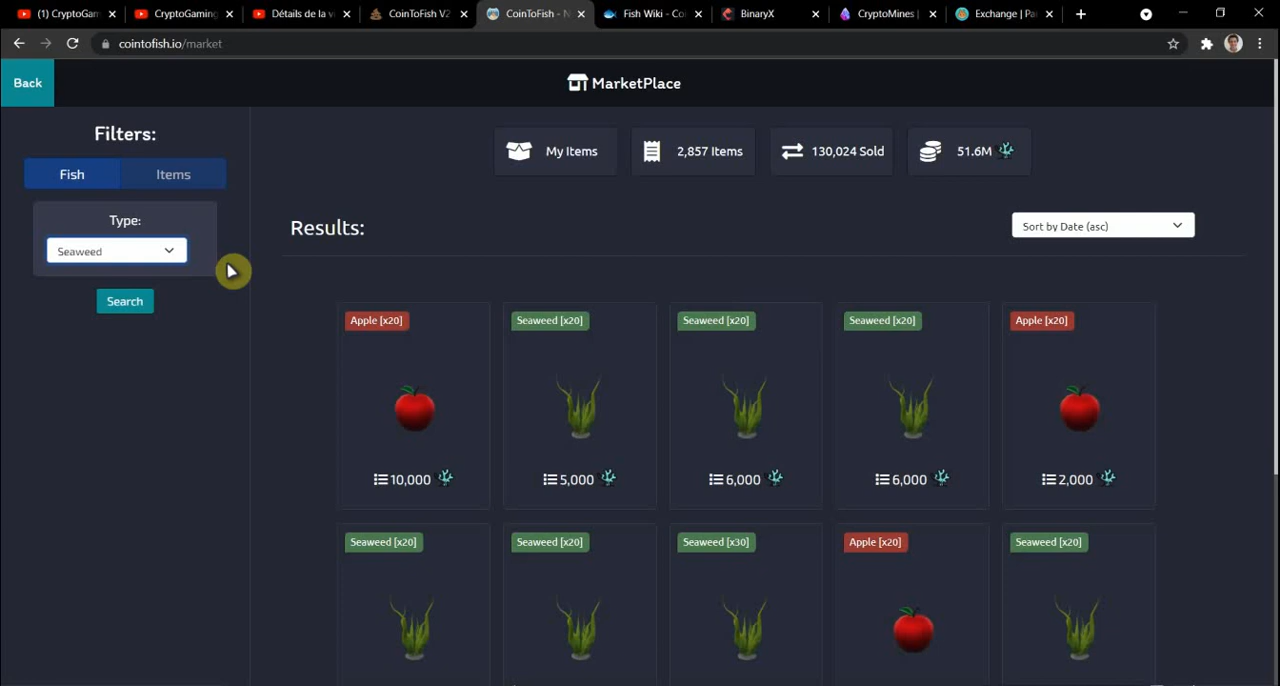 (1) CryptoGam
CryptoGaming
Détails de la v
CoinToFish V2
CoinToFish - N
Fish Wiki - Co
BinaryX
CryptoMines |
Exchange | Pa
cointofish.io/market
Back
MarketPlace
Filters:
Fish
Items
Type:
Seaweed
Search
My Items
2,857 Items
130,024 Sold
51.6M
Results:
Sort by Date (asc)
Apple [x20]
Seaweed [x20]
Seaweed [x20]
Seaweed [x20]
Apple [x20]
10,000
5,000
6,000
6,000
2,000
Seaweed [x20]
Seaweed [x20]
Seaweed [x30]
Apple [x20]
Seaweed [x20]